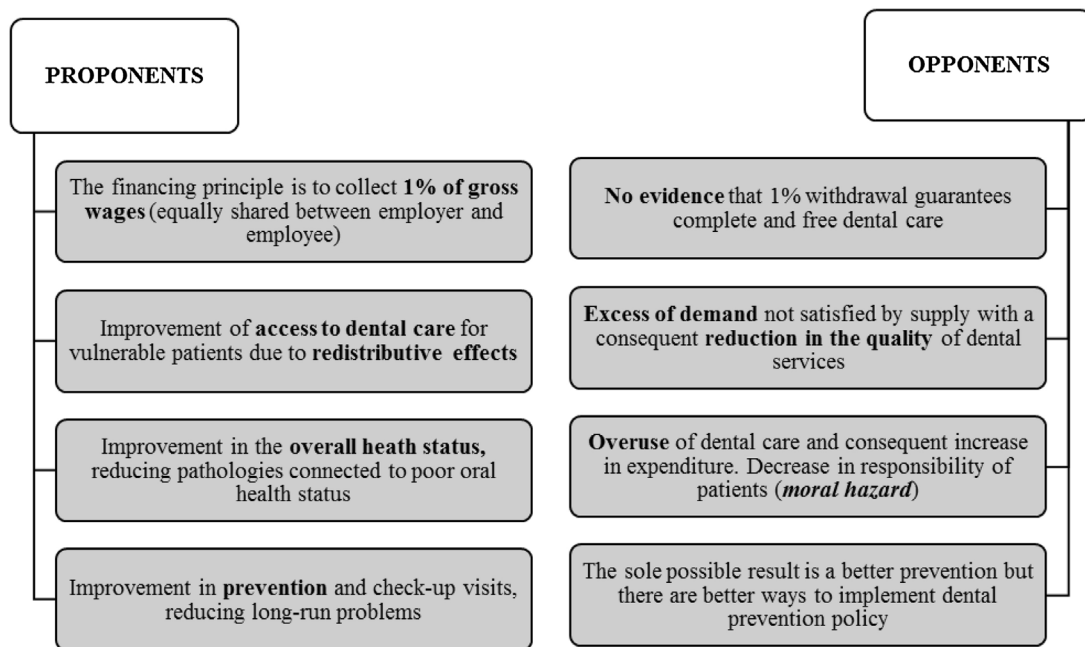 PROPONENTS
The financing principle is to collect 1% of gross
wages (equally shared between employer and
employee)
Improvement of access to dental care for
vulnerable patients due to redistributive effects
Improvement in the overall heath status,
reducing pathologies connected to poor oral
health status
Improvement in prevention and check-up visits,
reducing long-run problems
OPPONENTS
No evidence that 1% withdrawal guarantees
complete and free dental care
Excess of demand not satisfied by supply with a
consequent reduction in the quality of dental
services
Overuse of dental care and consequent increase
in expenditure. Decrease in responsibility of
patients (moral hazard)
The sole possible result is a better prevention but
there are better ways to implement dental
prevention policy